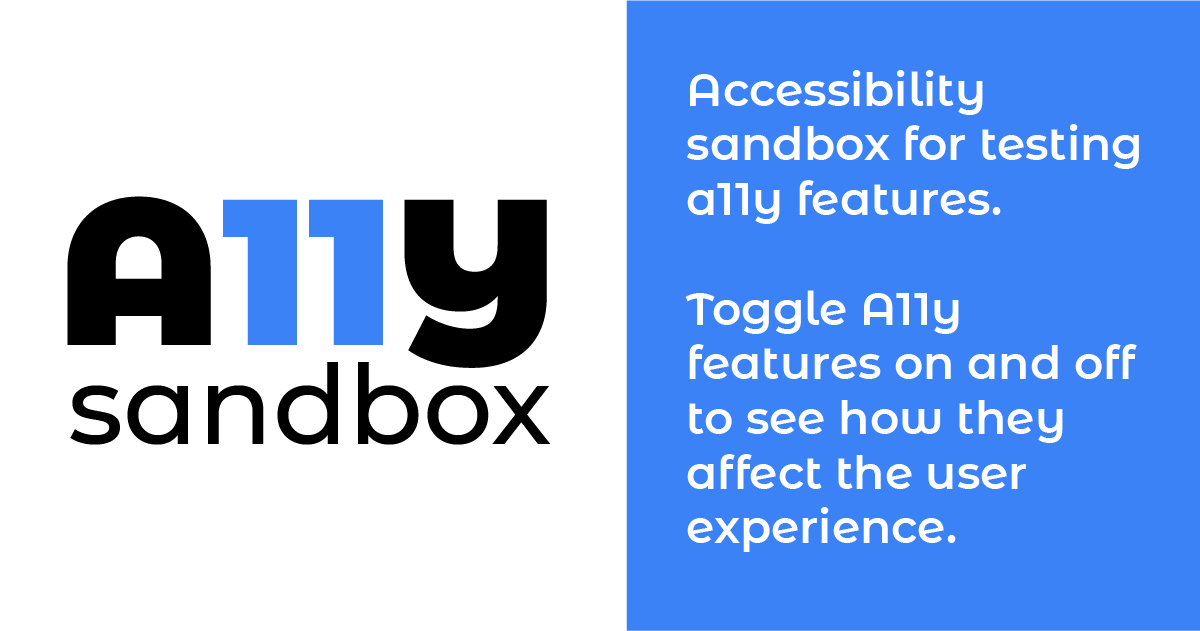 A11y
sandbox
Accessibility
sandbox for testing
a11y features.
Toggle A11y
features on and off
to see how they
affect the user
experience.